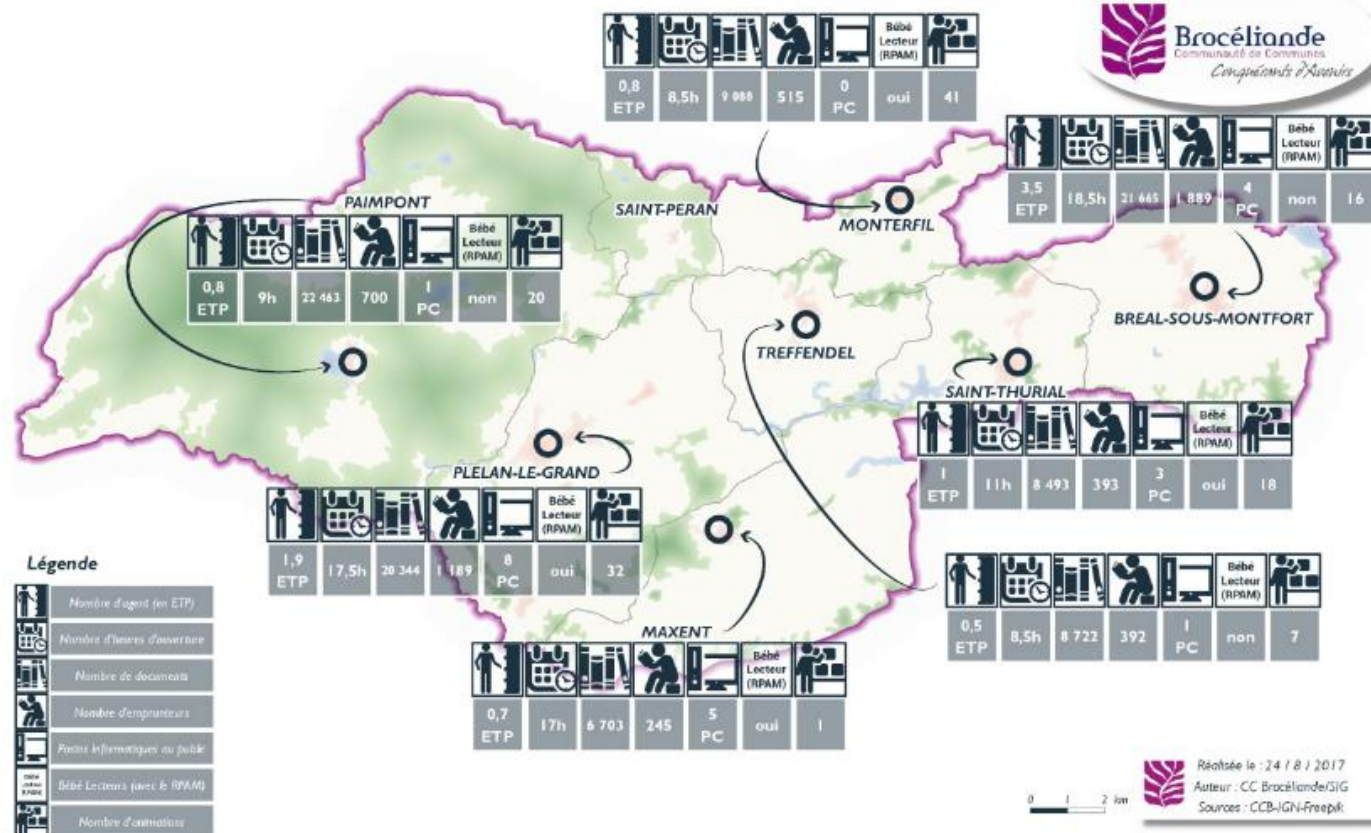 Brocéliande
Communauté de Communes
Conquérants d'Avenirs
Bébé Lecteur (RPAM)
0,8 ETP 8,5h 9 088 515 0 PC oui 41
Bébé Lecteur (RPAM)
3,5 ETP 18,5h 21 665 1 889 4 PC non 16
PAIMPONT
SAINT-PERAN
MONTERFIL
Bébé Lecteur (RPAM)
0,8 ETP 9h 22 463 700 1 PC non 20
BREAL-SOUS-MONTFORT
TREFFENDEL
SAINT-THURIAL
Bébé Lecteur (RPAM)
1 ETP 11h 8 493 393 3 PC oui 18
PLELAN-LE-GRAND
Bébé Lecteur (RPAM)
1,9 ETP 17,5h 20 344 1 189 8 PC oui 32
Bébé Lecteur (RPAM)
0,5 ETP 8,5h 8 722 392 1 PC non 7
MAXENT
Bébé Lecteur (RPAM)
0,7 ETP 17h 6 703 245 5 PC oui 1
Légende
Nombre d'agent (en ETP)
Nombre d'heures d'ouverture
Nombre de documents
Nombre d'emprunteurs
Postes informatiques au public
Bébé Lecteur (RPAM) Bébé Lecteurs (avec le RPAM)
Nombre d'animations
0 1 2 km
Réalisée le : 24 / 8 / 2017
Auteur : CC Brocéliande/SIG
Sources : CCB-IGN-Freepik